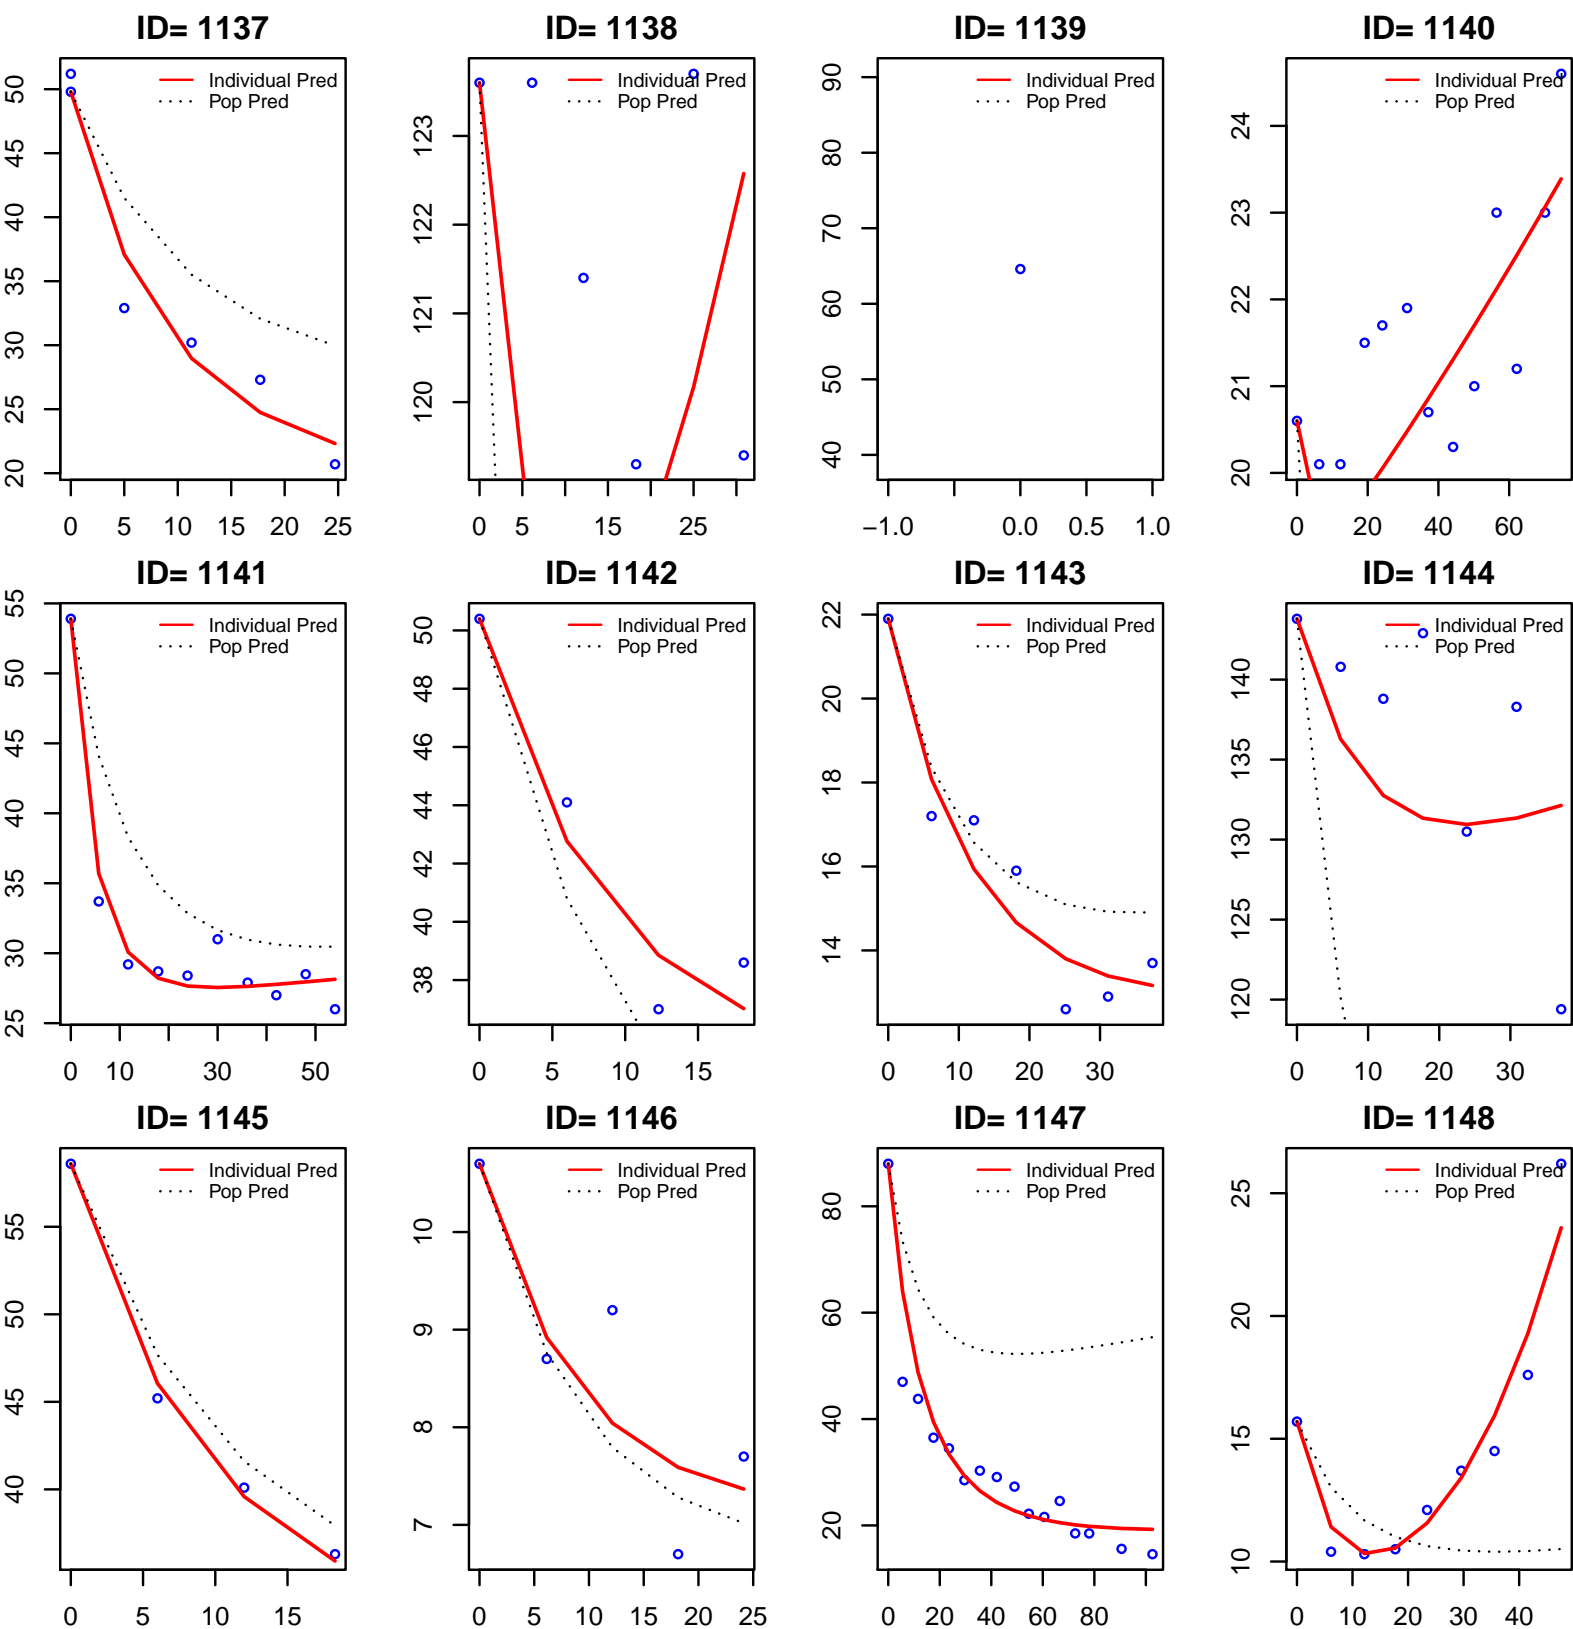 ID= 1137
Individual Pred
Pop Pred
50
45
40
35
30
25
20
0 5 10 15 20 25
ID= 1138
Individual Pred
Pop Pred
123
122
121
120
0 5 15 25
ID= 1139
Individual Pred
Pop Pred
90
80
70
60
50
40
−1.0 0.0 0.5 1.0
ID= 1140
Individual Pred
Pop Pred
24
23
22
21
20
0 20 40 60
ID= 1141
Individual Pred
Pop Pred
55
50
45
40
35
30
25
0 10 30 50
ID= 1142
Individual Pred
Pop Pred
50
48
46
44
42
40
38
0 5 10 15
ID= 1143
Individual Pred
Pop Pred
22
20
18
16
14
0 10 20 30
ID= 1144
Individual Pred
Pop Pred
140
135
130
125
120
0 10 20 30
ID= 1145
Individual Pred
Pop Pred
55
50
45
40
0 5 10 15
ID= 1146
Individual Pred
Pop Pred
10
9
8
7
0 5 10 15 20 25
ID= 1147
Individual Pred
Pop Pred
80
60
40
20
0 20 40 60 80
ID= 1148
Individual Pred
Pop Pred
25
20
15
10
0 10 20 30 40